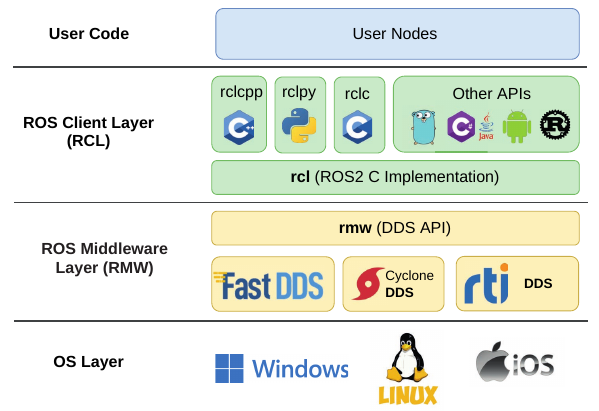 User Code
User Nodes
ROS Client Layer
(RCL)
rclcpp
rclpy
rclc
Other APIs
C++
C
C#
Java
R
rcl (ROS2 C Implementation)
ROS Middleware
Layer (RMW)
rmw (DDS API)
Fast DDS
Cyclone
DDS
rti
DDS
OS Layer
Windows
LINUX
iOS